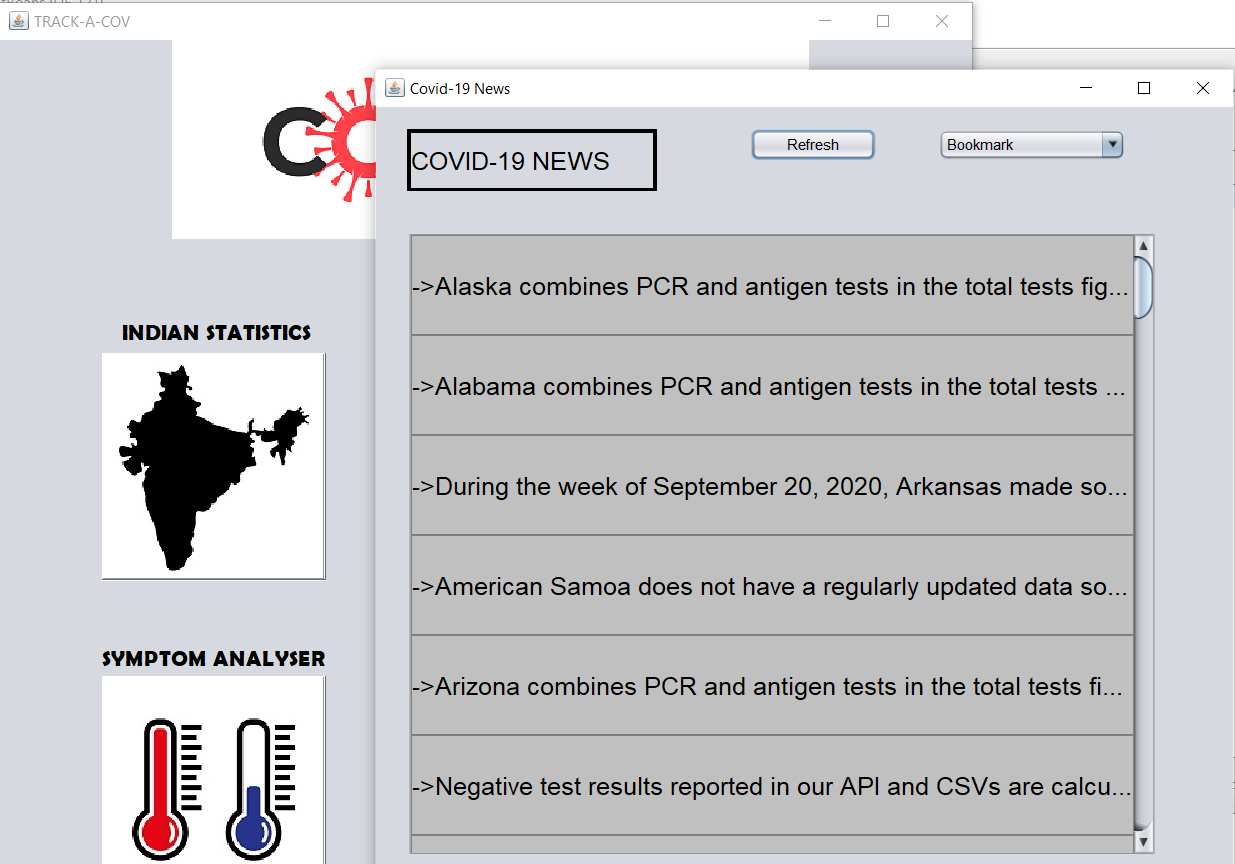 TRACK-A-COV
Covid-19 News
COVID-19 NEWS
Refresh
Bookmark
->Alaska combines PCR and antigen tests in the total tests fig...
->Alabama combines PCR and antigen tests in the total tests ...
->During the week of September 20, 2020, Arkansas made so...
->American Samoa does not have a regularly updated data so...
->Arizona combines PCR and antigen tests in the total tests fi...
->Negative test results reported in our API and CSVs are calcu...
INDIAN STATISTICS
SYMPTOM ANALYSER